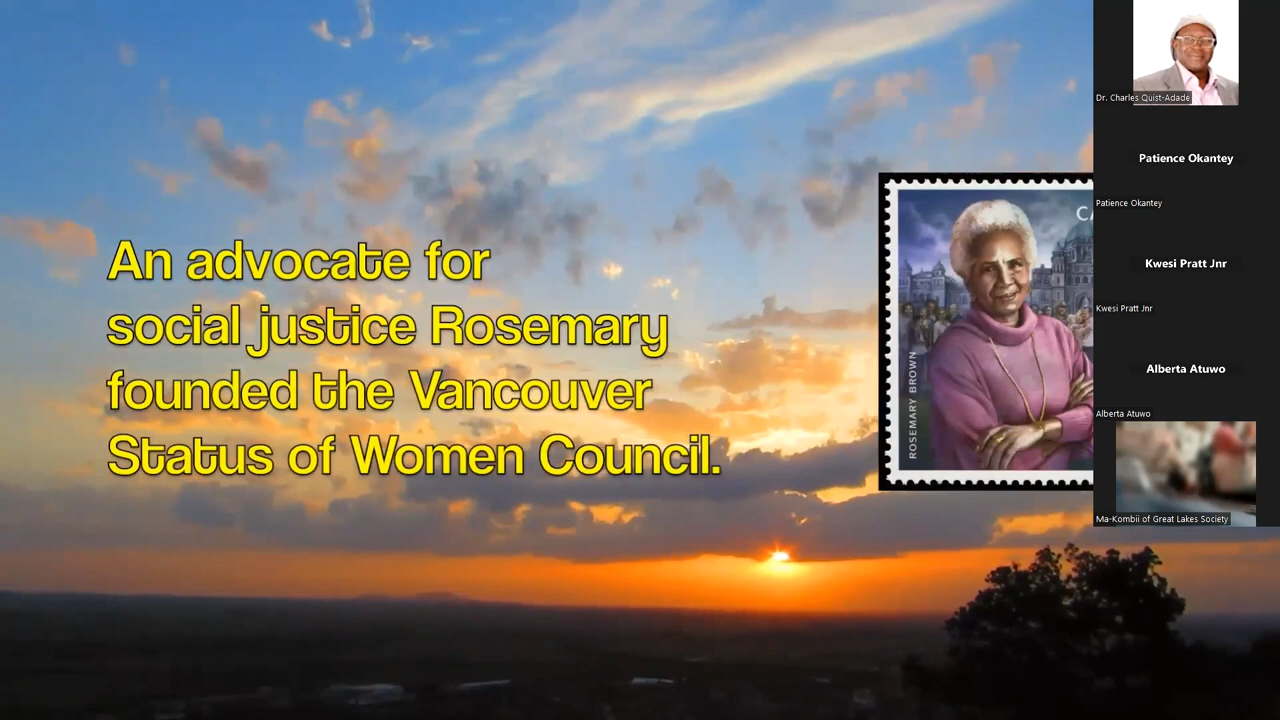 An advocate for
social justice Rosemary
founded the Vancouver
Status of Women Council.
CA
ROSEMARY BROWN
Dr. Charles Quist-Adade
Patience Okantey
Patience Okantey
Kwesi Pratt Jnr
Kwesi Pratt Jnr
Alberta Atuwo
Alberta Atuwo
Ma-Kombii of Great Lakes Society